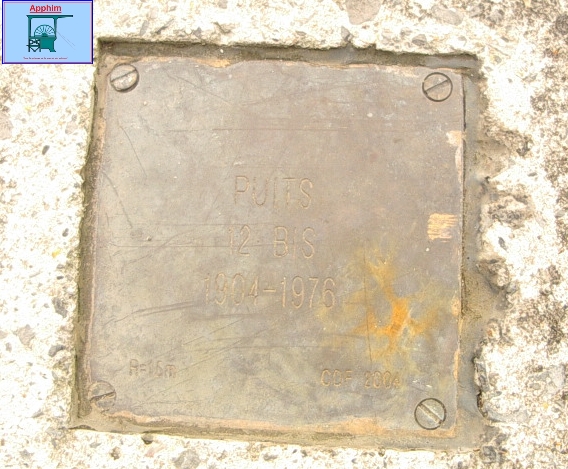 Apphim
PUITS
12 BIS
1904-1976
R=15m
CDF 2004